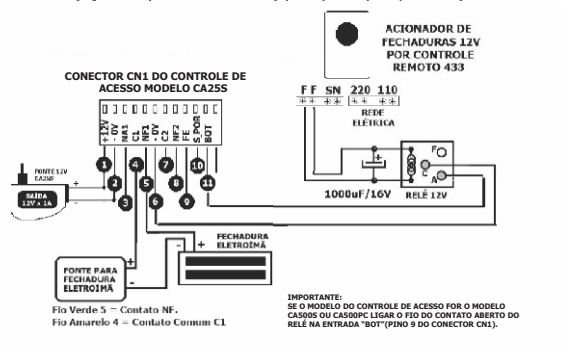 ACIONADOR DE
FECHADURAS 12V
POR CONTROLE
REMOTO 433
CONECTOR CN1 DO CONTROLE DE
ACESSO MODELO CA25S
F F SN 220 110
REDE
ELÉTRICA
+12V
-0V
NA1
C1
NF1
-0V
C2
NF2
FE
S_POR
BOT
1
2
3
4
5
6
7
8
9
10
11
FONTE 12V
CA25S
SAÍDA
12V x 1A
+
-
+
1000uF/16V
F
C
A
RELÉ 12V
FECHADURA
ELETROÍMÃ
- +
FONTE PARA
FECHADURA
ELETROÍMÃ
+
-
Fio Verde 5 = Contato NF.
Fio Amarelo 4 = Contato Comum C1
IMPORTANTE:
SE O MODELO DO CONTROLE DE ACESSO FOR O MODELO
CA500S OU CA500PC LIGAR O FIO DO CONTATO ABERTO DO
RELÉ NA ENTRADA "BOT"(PINO 9 DO CONECTOR CN1).